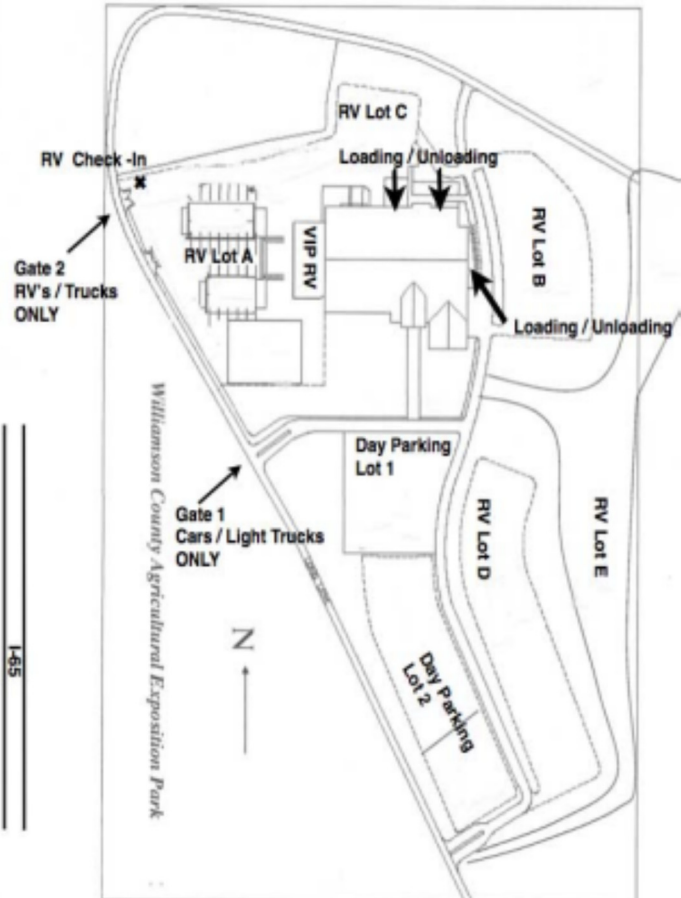 RV Lot C
RV Check -In
Loading / Unloading
RV Lot B
VIP RV
RV Lot A
Gate 2
RV's / Trucks
ONLY
Loading / Unloading
Williamson County Agricultural Exposition Park
Day Parking
Lot 1
Gate 1
Cars / Light Trucks
ONLY
RV Lot D
RV Lot E
N
Day Parking
Lot 2
I-65